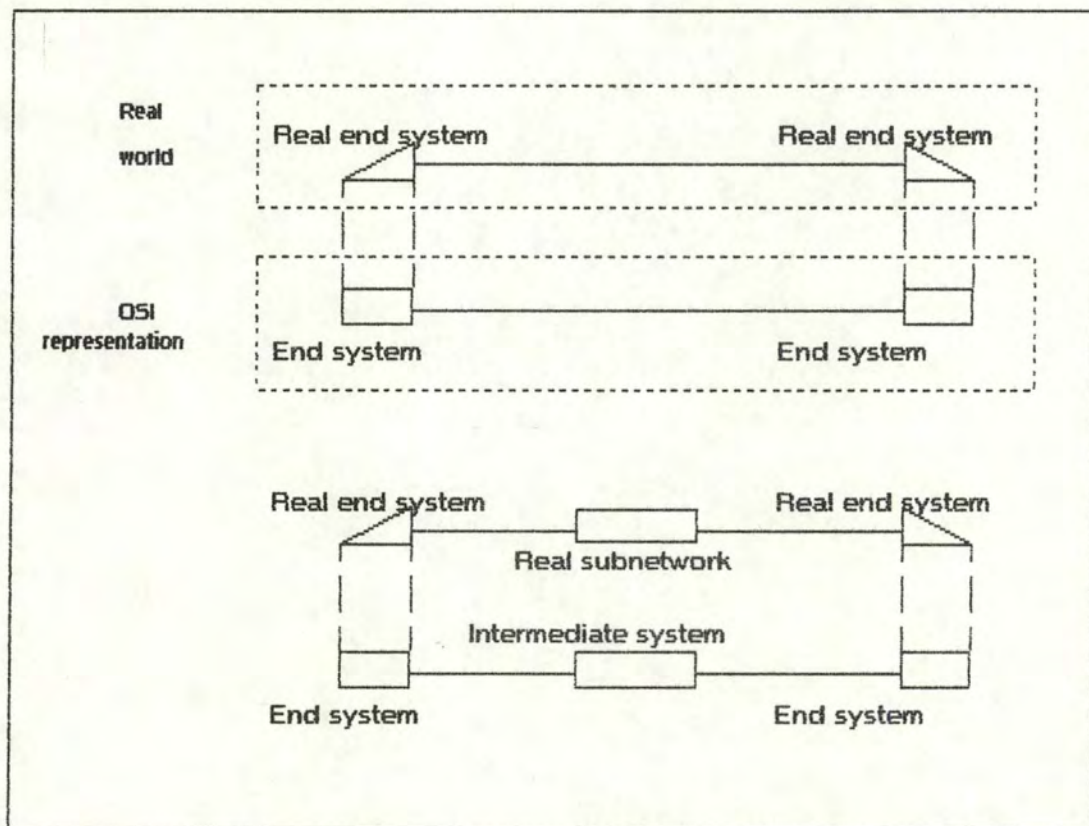 Real
world
Real end system Real end system
OSI
representation
End system End system
Real end system Real end system
Real subnetwork
Intermediate system
End system End system